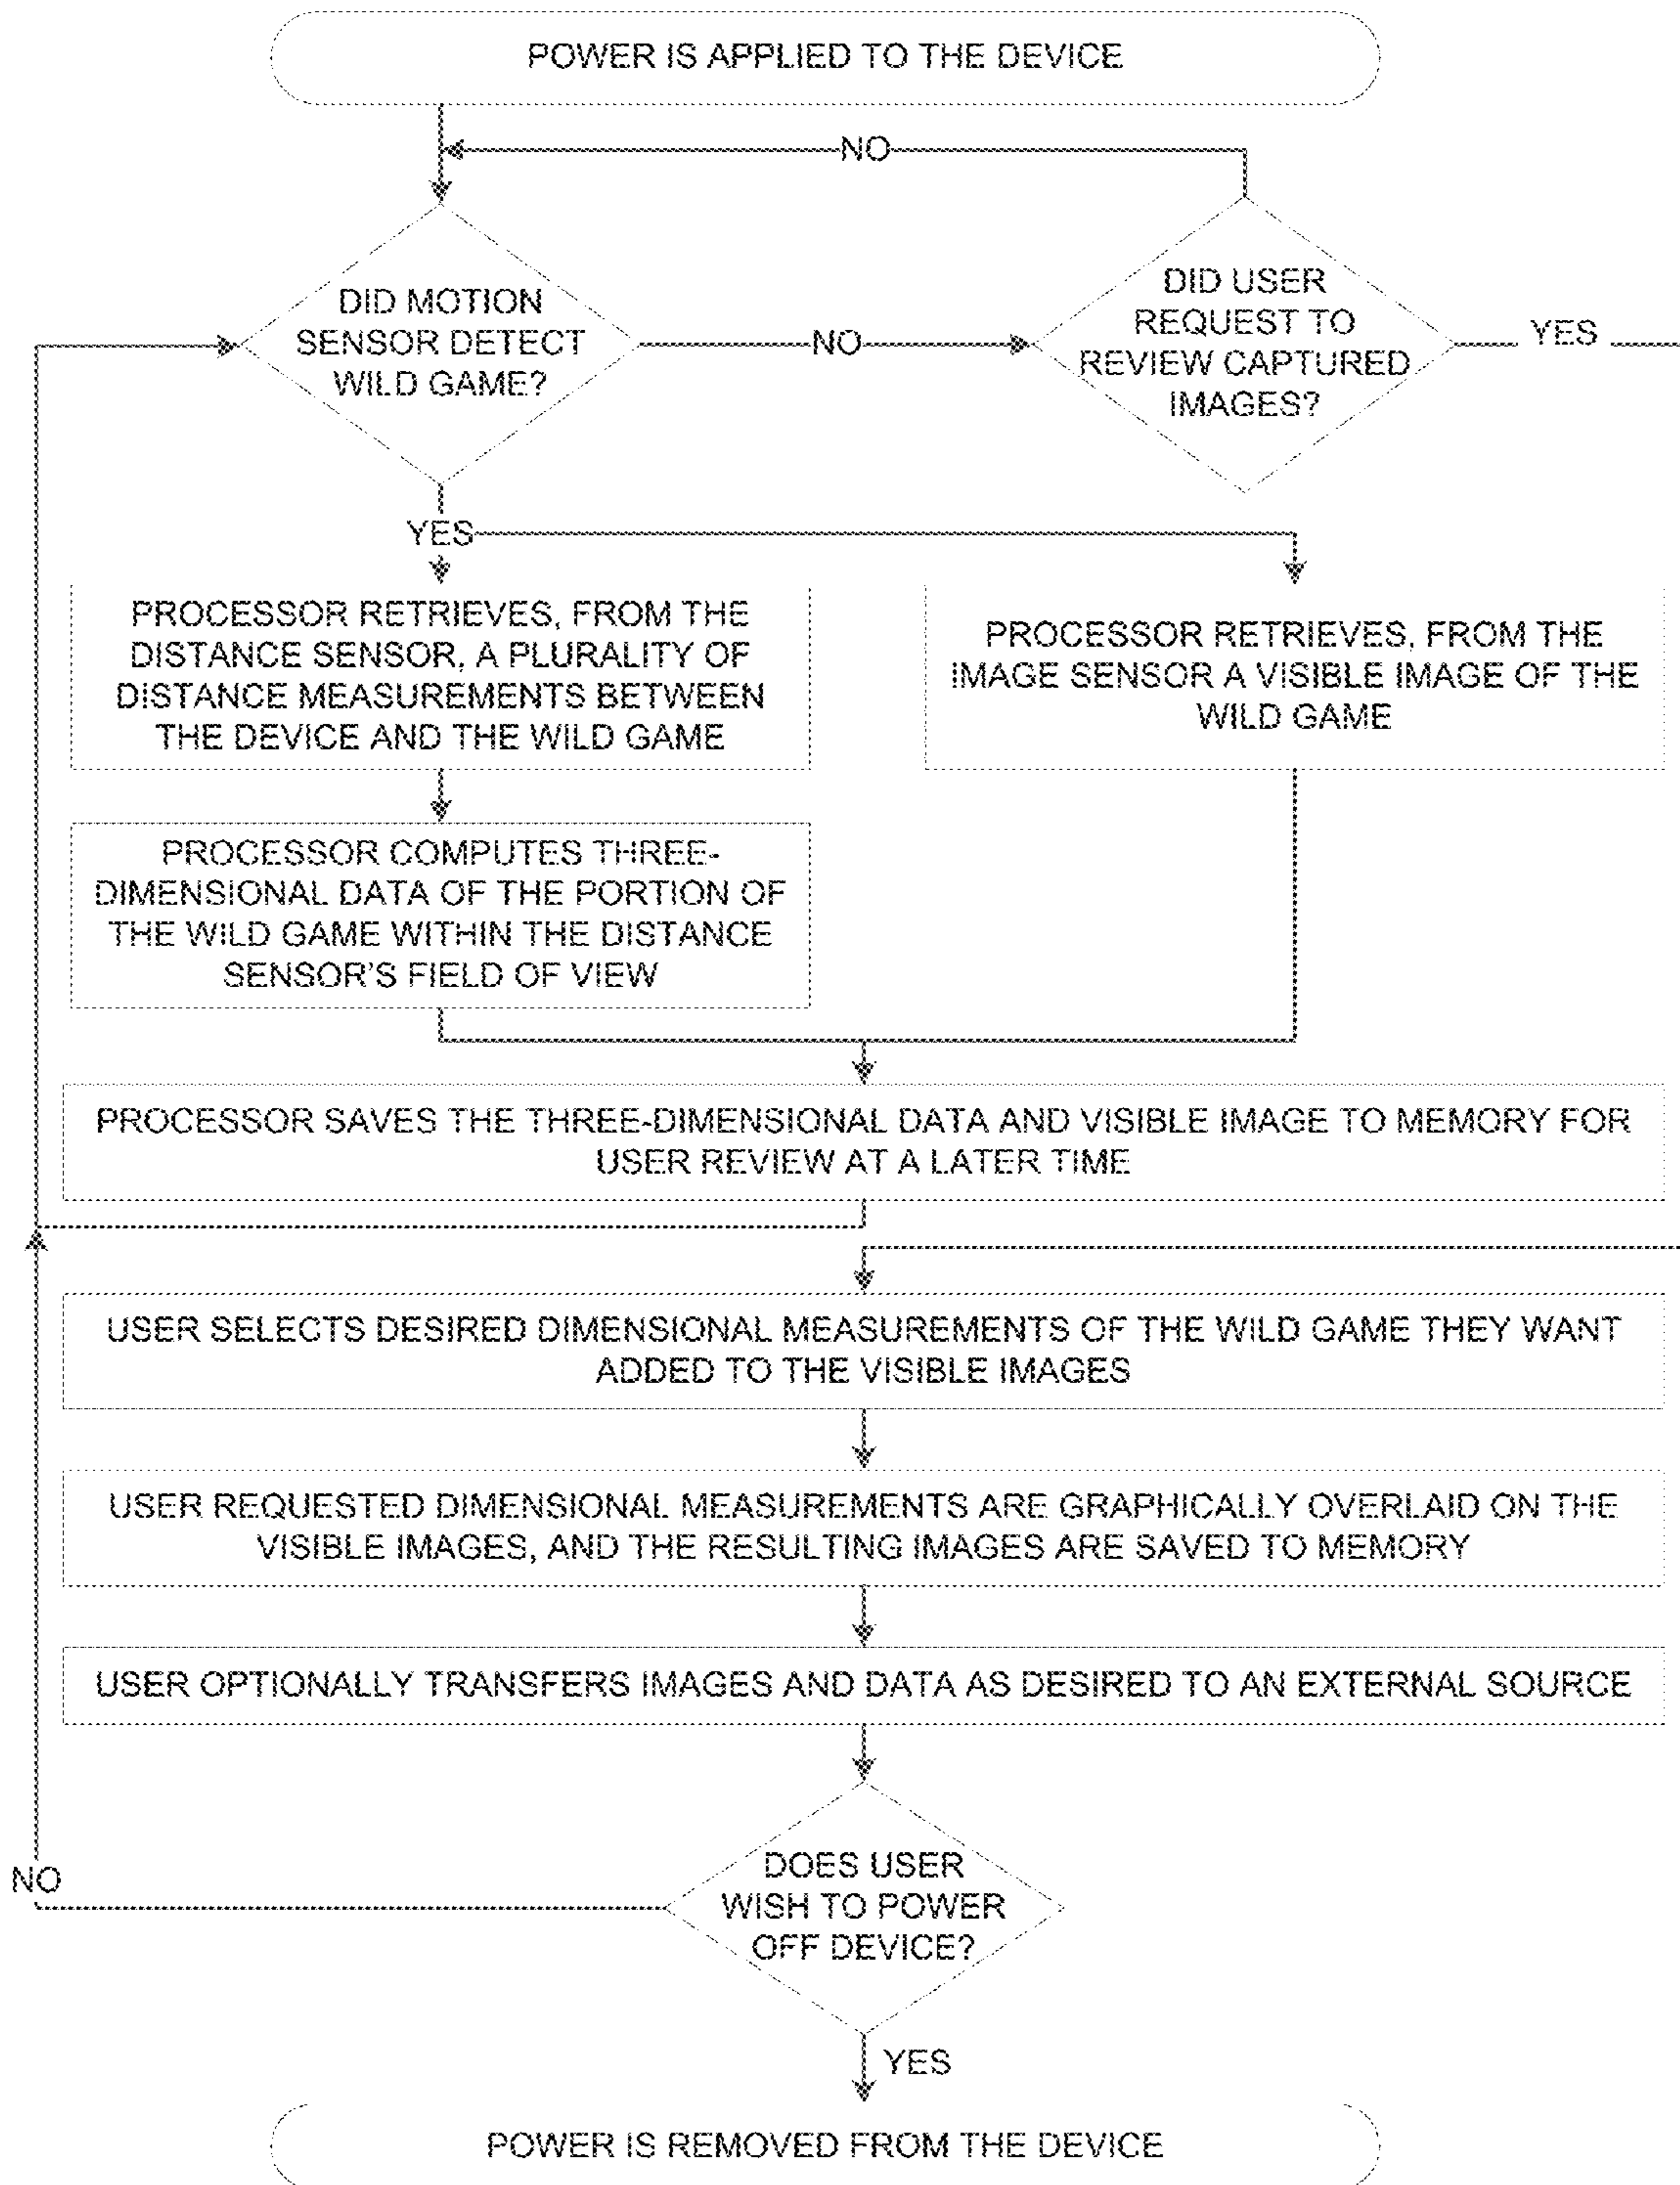 POWER IS APPLIED TO THE DEVICE
NO
DID MOTION
SENSOR DETECT
WILD GAME?
NO
DID USER
REQUEST TO
REVIEW CAPTURED
IMAGES?
YES
YES
PROCESSOR RETRIEVES, FROM THE
DISTANCE SENSOR, A PLURALITY OF
DISTANCE MEASUREMENTS BETWEEN
THE DEVICE AND THE WILD GAME
PROCESSOR RETRIEVES, FROM THE
IMAGE SENSOR A VISIBLE IMAGE OF THE
WILD GAME
PROCESSOR COMPUTES THREE-
DIMENSIONAL DATA OF THE PORTION OF
THE WILD GAME WITHIN THE DISTANCE
SENSOR'S FIELD OF VIEW
PROCESSOR SAVES THE THREE-DIMENSIONAL DATA AND VISIBLE IMAGE TO MEMORY FOR
USER REVIEW AT A LATER TIME
USER SELECTS DESIRED DIMENSIONAL MEASUREMENTS OF THE WILD GAME THEY WANT
ADDED TO THE VISIBLE IMAGES
USER REQUESTED DIMENSIONAL MEASUREMENTS ARE GRAPHICALLY OVERLAID ON THE
VISIBLE IMAGES, AND THE RESULTING IMAGES ARE SAVED TO MEMORY
USER OPTIONALLY TRANSFERS IMAGES AND DATA AS DESIRED TO AN EXTERNAL SOURCE
DOES USER
WISH TO POWER
OFF DEVICE?
NO
YES
POWER IS REMOVED FROM THE DEVICE